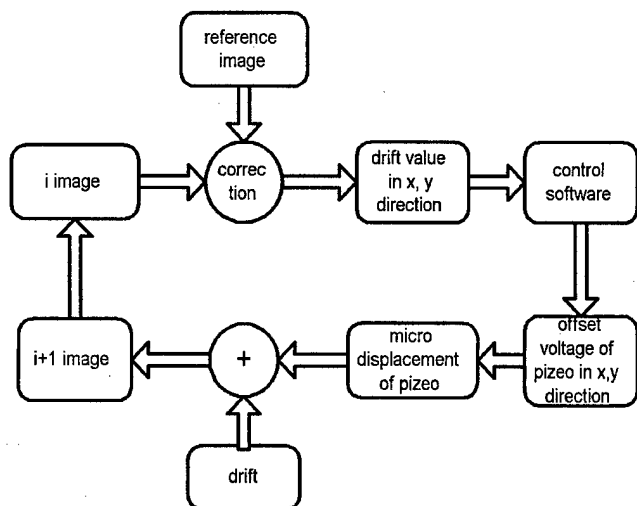 reference
image
i image
correc
tion
drift value
in x, y
direction
control
software
i+1 image
+
micro
displacement
of pizeo
offset
voltage of
pizeo in x,y
direction
drift